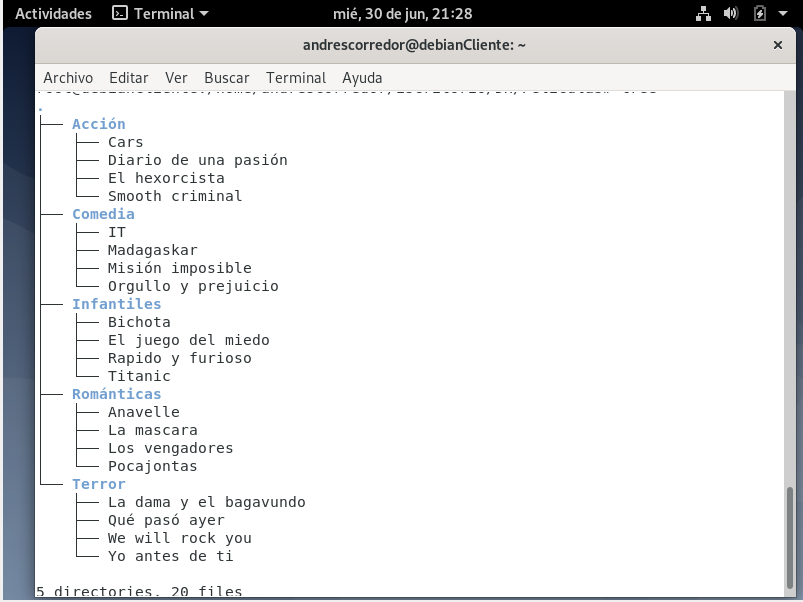 Actividades Terminal mié, 30 de jun, 21:28
andrescorredor@debianCliente: ~
Archivo Editar Ver Buscar Terminal Ayuda
.
Acción
Cars
Diario de una pasión
El hexorcista
Smooth criminal
Comedia
IT
Madagaskar
Misión imposible
Orgullo y prejuicio
Infantiles
Bichota
El juego del miedo
Rapido y furioso
Titanic
Románticas
Anavelle
La mascara
Los vengadores
Pocajontas
Terror
La dama y el bagavundo
Qué pasó ayer
We will rock you
Yo antes de ti
5 directories, 20 files